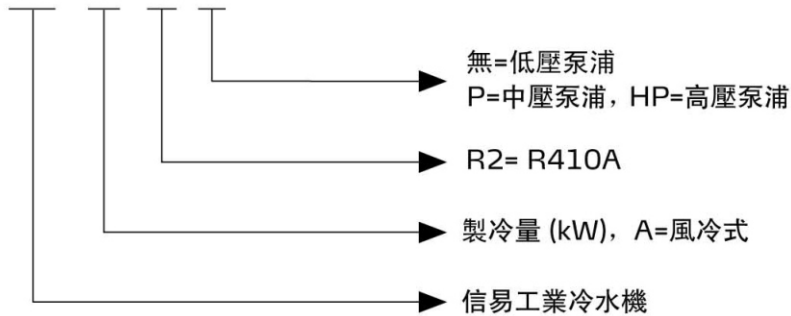 無=低壓泵浦
P=中壓泵浦，HP=高壓泵浦
R2= R410A
製冷量 (kW)，A=風冷式
信易工業冷水機